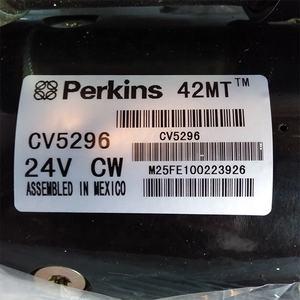 Perkins 42MT™
CV5296 CV5296
24V CW M25FE100223926
ASSEMBLED IN MEXICO